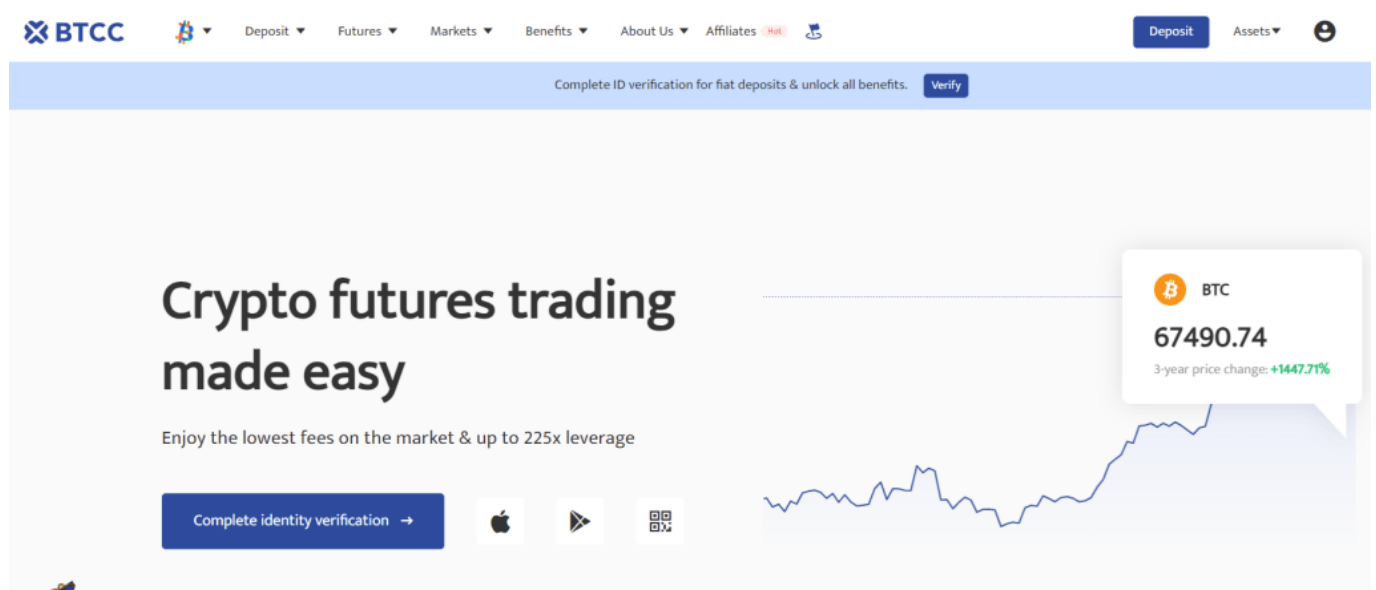 BTCC
Deposit
Futures
Markets
Benefits
About Us
Affiliates Hot
Deposit
Assets
Complete ID verification for fiat deposits & unlock all benefits.
Verify
Crypto futures trading
made easy
Enjoy the lowest fees on the market & up to 225x leverage
Complete identity verification →
BTC
67490.74
3-year price change: +1447.71%